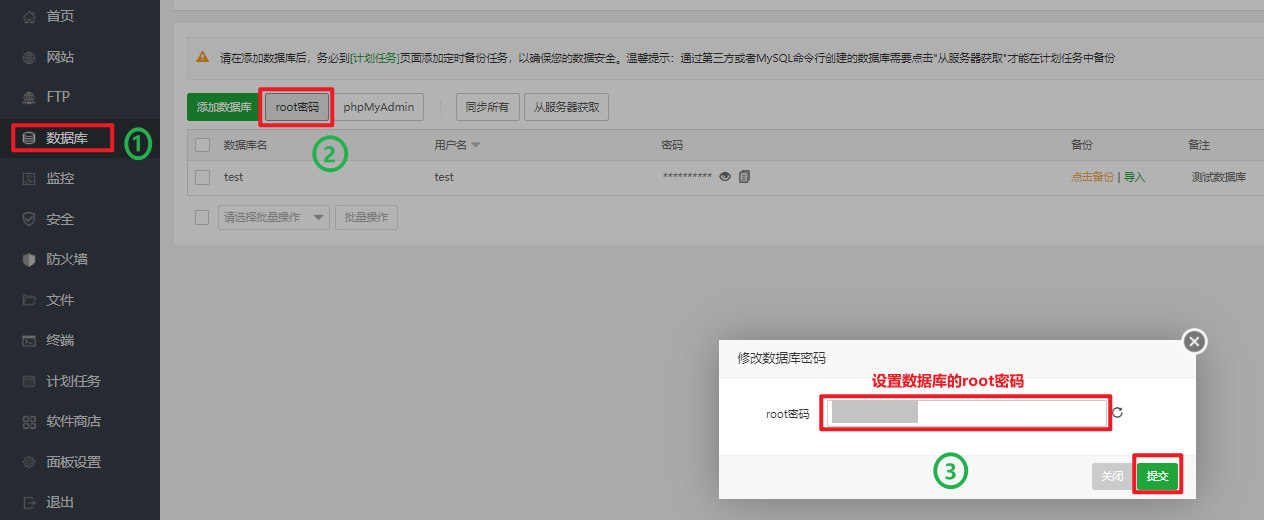 首页
网站
FTP
数据库
监控
安全
防火墙
文件
终端
计划任务
软件商店
面板设置
退出
①
请在添加数据库后，务必到[计划任务]页面添加定时备份任务，以确保您的数据安全。温馨提示：通过第三方或者MySQL命令行创建的数据库需要点击"从服务器获取"才能在计划任务中备份
添加数据库 root密码 phpMyAdmin 同步所有 从服务器获取
②
数据库名 用户名 密码 备份 备注
test test ********** 点击备份 | 导入 测试数据库
请选择批量操作 批量操作
修改数据库密码
设置数据库的root密码
root密码
③
关闭 提交